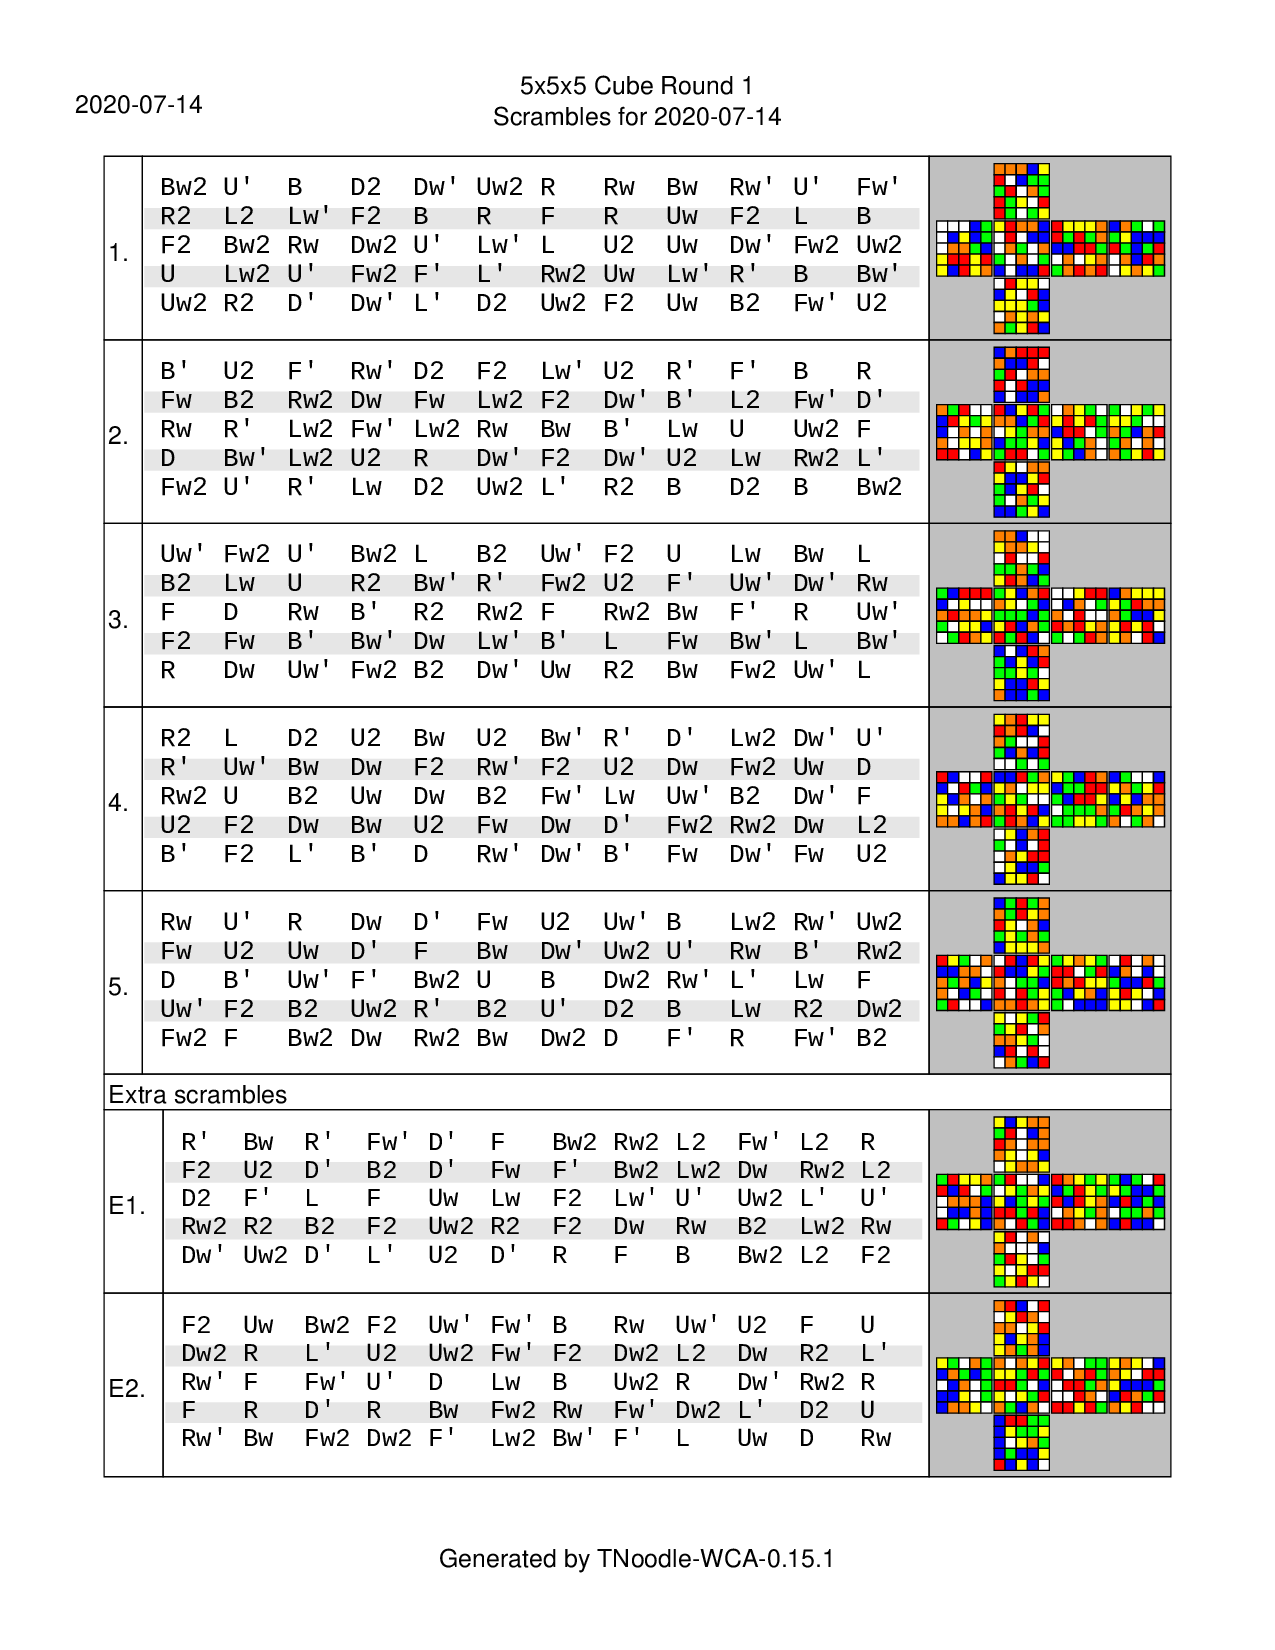 2020-07-14
5x5x5 Cube Round 1
Scrambles for 2020-07-14
1.
Bw2 U' B D2 Dw' Uw2 R Rw Bw Rw' U' Fw'
R2 L2 Lw' F2 B R F R Uw F2 L B
F2 Bw2 Rw Dw2 U' Lw' L U2 Uw Dw' Fw2 Uw2
U Lw2 U' Fw2 F' L' Rw2 Uw Lw' R' B Bw'
Uw2 R2 D' Dw' L' D2 Uw2 F2 Uw B2 Fw' U2
2.
B' U2 F' Rw' D2 F2 Lw' U2 R' F' B R
Fw B2 Rw2 Dw Fw Lw2 F2 Dw' B' L2 Fw' D'
Rw R' Lw2 Fw' Lw2 Rw Bw B' Lw U Uw2 F
D Bw' Lw2 U2 R Dw' F2 Dw' U2 Lw Rw2 L'
Fw2 U' R' Lw D2 Uw2 L' R2 B D2 B Bw2
3.
Uw' Fw2 U' Bw2 L B2 Uw' F2 U Lw Bw L
B2 Lw U R2 Bw' R' Fw2 U2 F' Uw' Dw' Rw
F D Rw B' R2 Rw2 F Rw2 Bw F' R Uw'
F2 Fw B' Bw' Dw Lw' B' L Fw Bw' L Bw'
R Dw Uw' Fw2 B2 Dw' Uw R2 Bw Fw2 Uw' L
4.
R2 L D2 U2 Bw U2 Bw' R' D' Lw2 Dw' U'
R' Uw' Bw Dw F2 Rw' F2 U2 Dw Fw2 Uw D
Rw2 U B2 Uw Dw B2 Fw' Lw Uw' B2 Dw' F
U2 F2 Dw Bw U2 Fw Dw D' Fw2 Rw2 Dw L2
B' F2 L' B' D Rw' Dw' B' Fw Dw' Fw U2
5.
Rw U' R Dw D' Fw U2 Uw' B Lw2 Rw' Uw2
Fw U2 Uw D' F Bw Dw' Uw2 U' Rw B' Rw2
D B' Uw' F' Bw2 U B Dw2 Rw' L' Lw F
Uw' F2 B2 Uw2 R' B2 U' D2 B Lw R2 Dw2
Fw2 F Bw2 Dw Rw2 Bw Dw2 D F' R Fw' B2
Extra scrambles
E1.
R' Bw R' Fw' D' F Bw2 Rw2 L2 Fw' L2 R
F2 U2 D' B2 D' Fw F' Bw2 Lw2 Dw Rw2 L2
D2 F' L F Uw Lw F2 Lw' U' Uw2 L' U'
Rw2 R2 B2 F2 Uw2 R2 F2 Dw Rw B2 Lw2 Rw
Dw' Uw2 D' L' U2 D' R F B Bw2 L2 F2
E2.
F2 Uw Bw2 F2 Uw' Fw' B Rw Uw' U2 F U
Dw2 R L' U2 Uw2 Fw' F2 Dw2 L2 Dw R2 L'
Rw' F Fw' U' D Lw B Uw2 R Dw' Rw2 R
F R D' R Bw Fw2 Rw Fw' Dw2 L' D2 U
Rw' Bw Fw2 Dw2 F' Lw2 Bw' F' L Uw D Rw
Generated by TNoodle-WCA-0.15.1